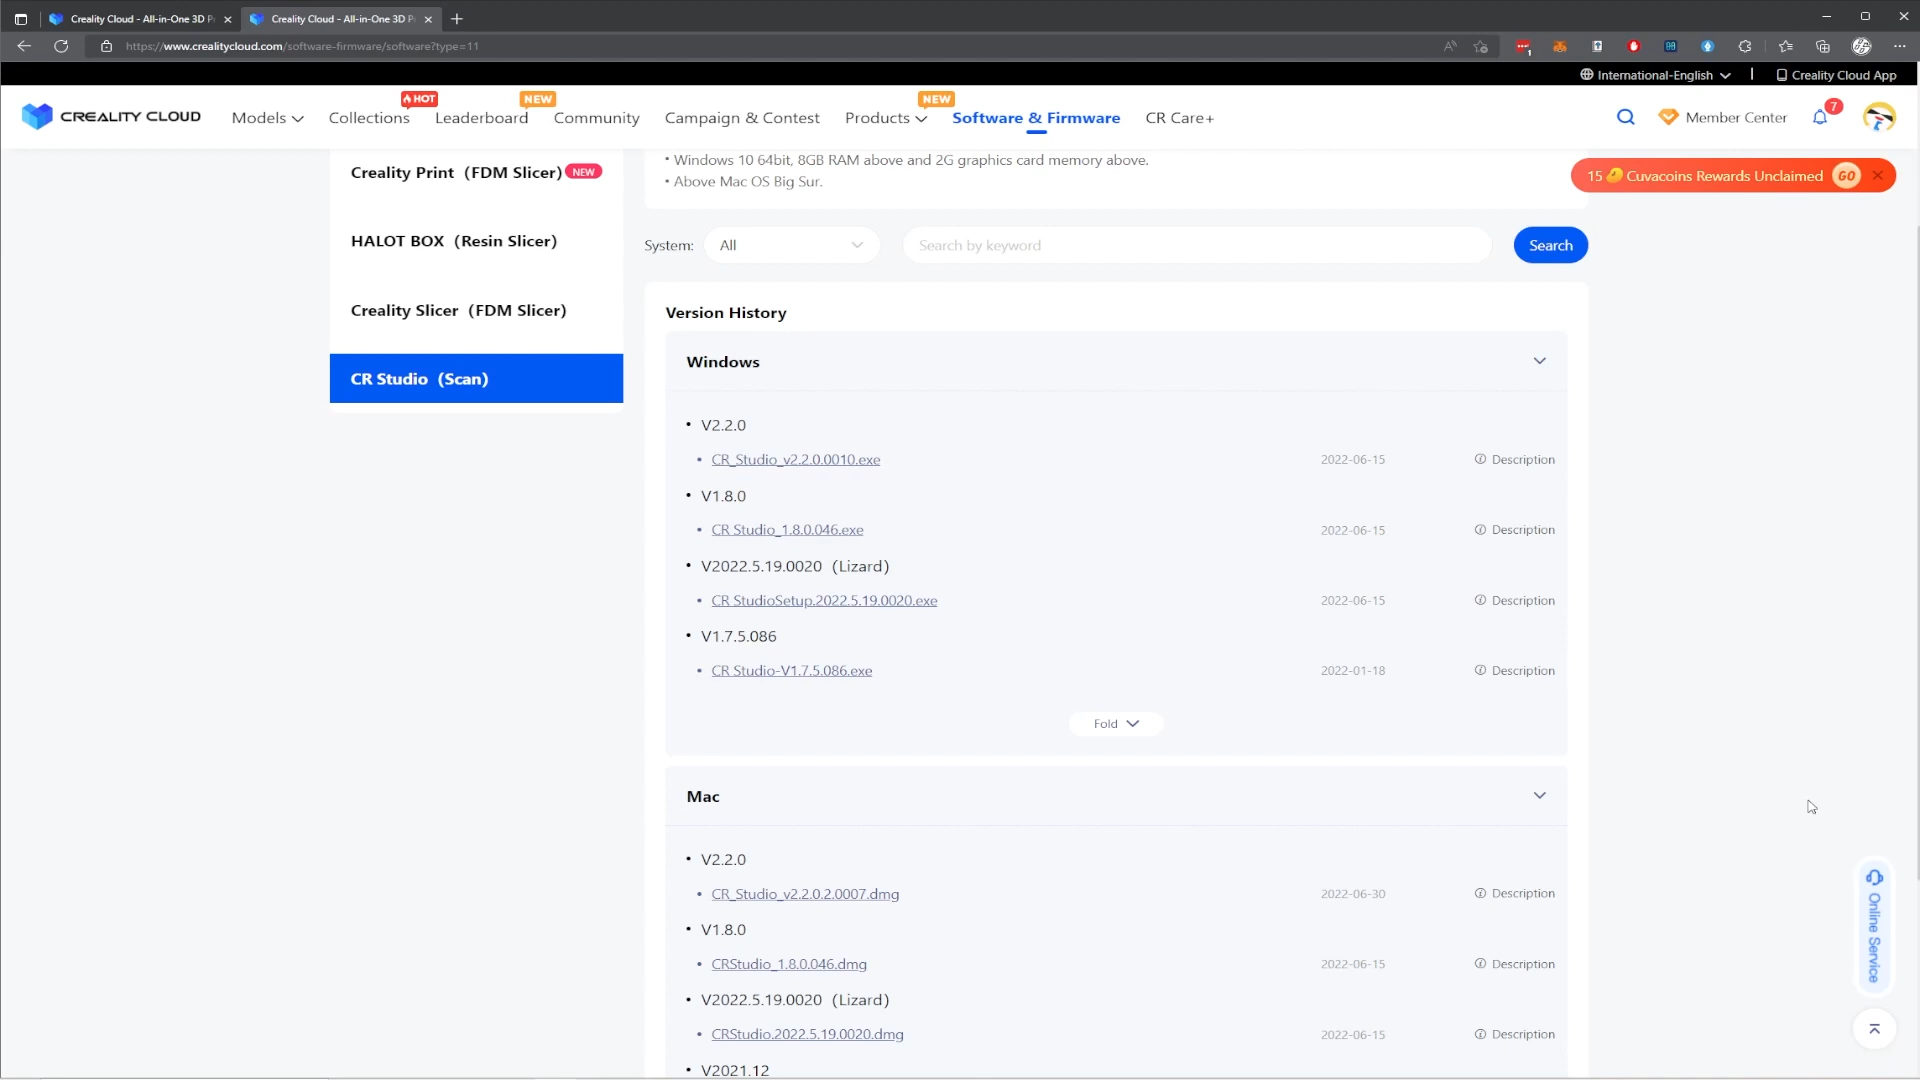 Creality Cloud - All-in-One 3D Pr
Creality Cloud - All-in-One 3D P
https://www.crealitycloud.com/software-firmware/software?type=11
1
International-English
Creality Cloud App
CREALITY CLOUD
Models
HOT
Collections
NEW
Leaderboard
Community
Campaign & Contest
Products
NEW
Software & Firmware
CR Care+
Member Center
7
Creality Print（FDM Slicer） NEW
HALOT BOX（Resin Slicer）
Creality Slicer（FDM Slicer）
CR Studio（Scan）
• Windows 10 64bit, 8GB RAM above and 2G graphics card memory above.
• Above Mac OS Big Sur.
15 Cuvacoins Rewards Unclaimed GO
System: All Search by keyword Search
Version History
Windows
• V2.2.0
• CR_Studio_v2.2.0.0010.exe 2022-06-15 Description
• V1.8.0
• CR Studio_1.8.0.046.exe 2022-06-15 Description
• V2022.5.19.0020（Lizard）
• CR StudioSetup.2022.5.19.0020.exe 2022-06-15 Description
• V1.7.5.086
• CR Studio-V1.7.5.086.exe 2022-01-18 Description
Fold
Mac
• V2.2.0
• CR_Studio_v2.2.0.2.0007.dmg 2022-06-30 Description
• V1.8.0
• CRStudio_1.8.0.046.dmg 2022-06-15 Description
• V2022.5.19.0020（Lizard）
• CRStudio.2022.5.19.0020.dmg 2022-06-15 Description
• V2021.12
Online Service